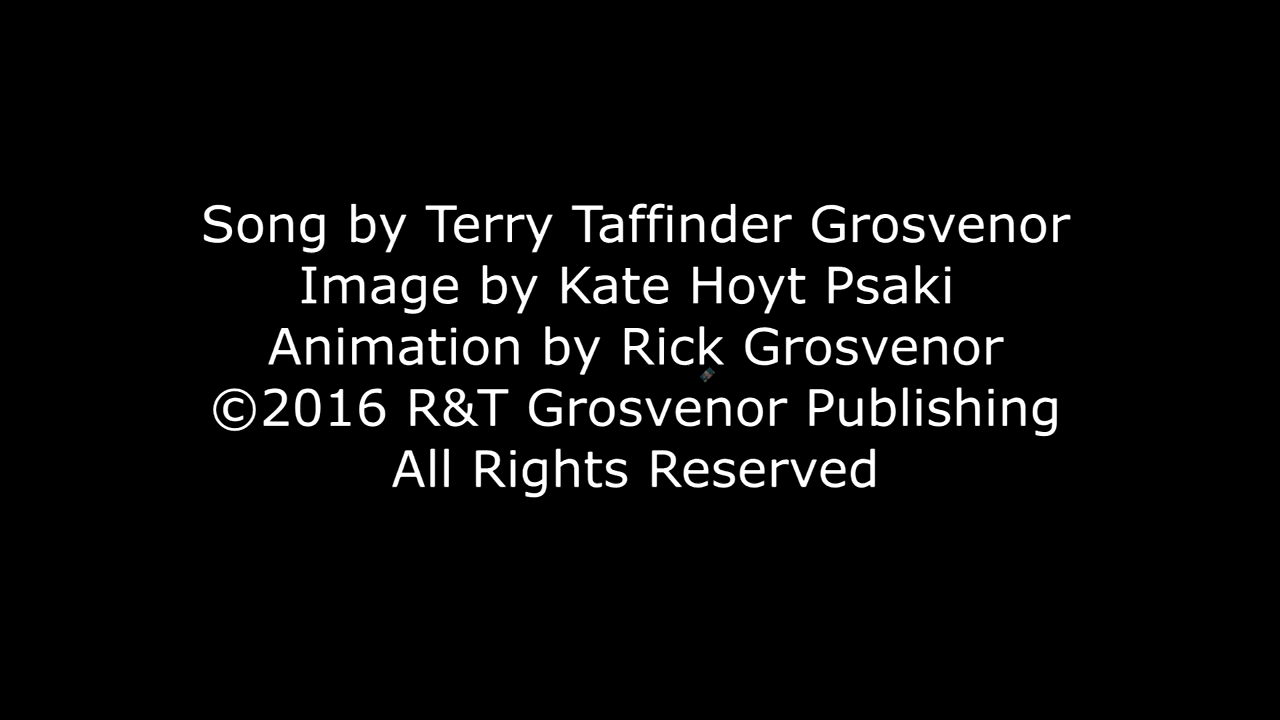 Song by Terry Taffinder Grosvenor
Image by Kate Hoyt Psaki
Animation by Rick Grosvenor
©2016 R&T Grosvenor Publishing
All Rights Reserved